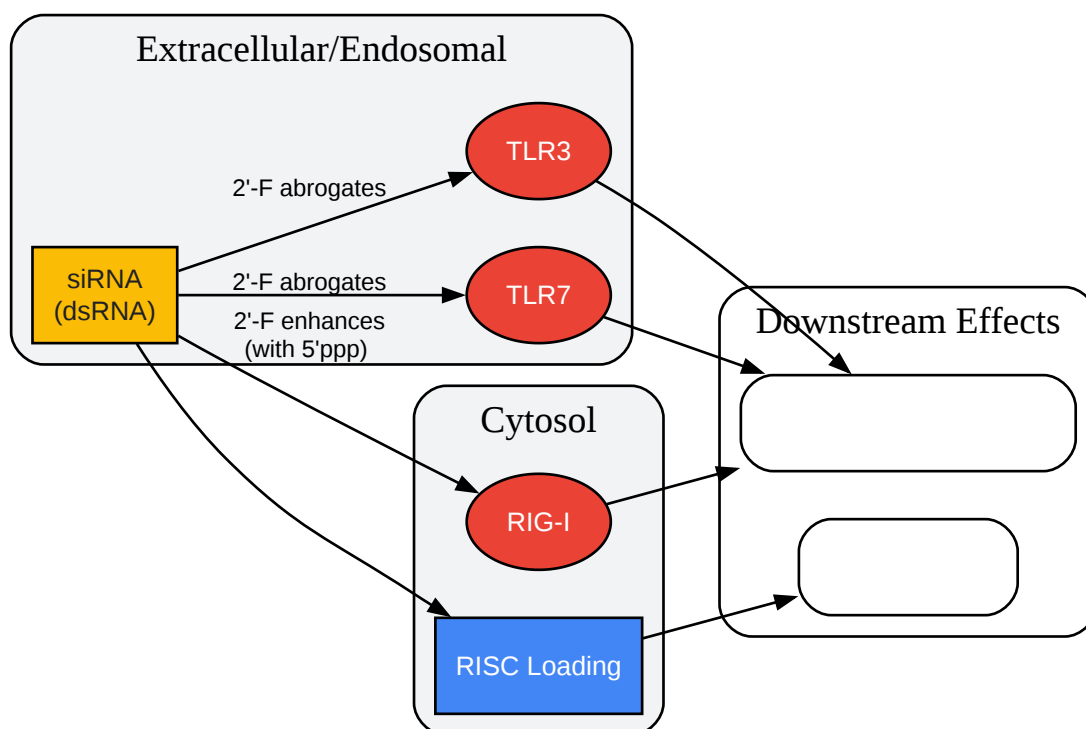 Extracellular/Endosomal
TLR3
2'-F abrogates
siRNA
(dsRNA)
2'-F abrogates
TLR7
2'-F enhances
(with 5'ppp)
Downstream Effects
Cytosol
RIG-I
RISC Loading